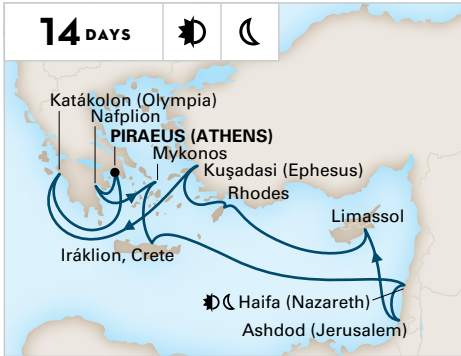 14 DAYS
Katákolon (Olympia)
Nafplion
PIRAEUS (ATHENS)
Mykonos
Kuşadasi (Ephesus)
Rhodes
Limassol
Iráklion, Crete
Haifa (Nazareth)
Ashdod (Jerusalem)